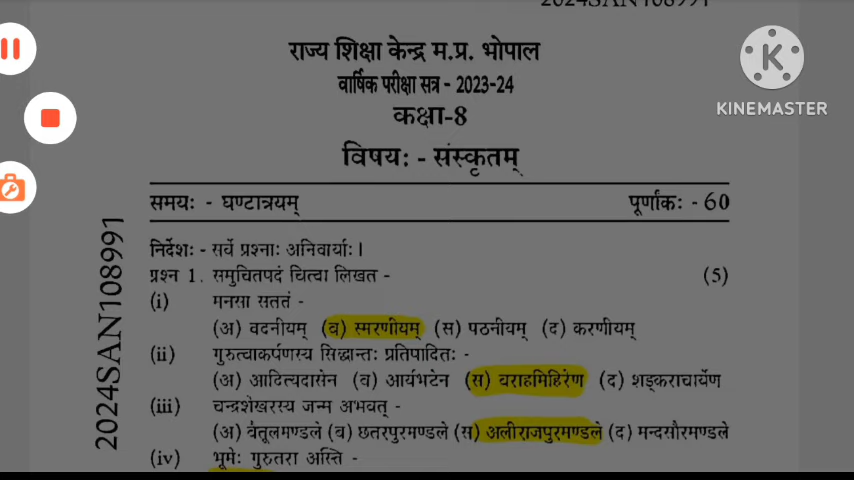 राज्य शिक्षा केन्द्र म.प्र. भोपाल
वार्षिक परीक्षा सत्र - 2023-24
कक्षा-8
विषयः - संस्कृतम्
KINEMASTER
समयः - घण्टात्रयम् पूर्णांकः - 60
2024SAN108991
निर्देशः - सर्वे प्रश्नाः अनिवार्याः।
प्रश्न 1. समुचितपदं चित्वा लिखत - (5)
(i) मनसा सततं -
(अ) वदनीयम् (व) स्मरणीयम् (स) पठनीयम् (द) करणीयम्
(ii) गुरुत्वाकर्षणस्य सिद्धान्तः प्रतिपादितः -
(अ) आदित्यदासेन (व) आर्यभटेन (स) वराहमिहिरेण (द) शङ्कराचार्येण
(iii) चन्द्रशेखरस्य जन्म अभवत् -
(अ) वैतूलमण्डले (ब) छतरपुरमण्डले (स) अलीराजपुरमण्डले (द) मन्दसौरमण्डले
(iv) भूमेः गुरुतरा अस्ति -